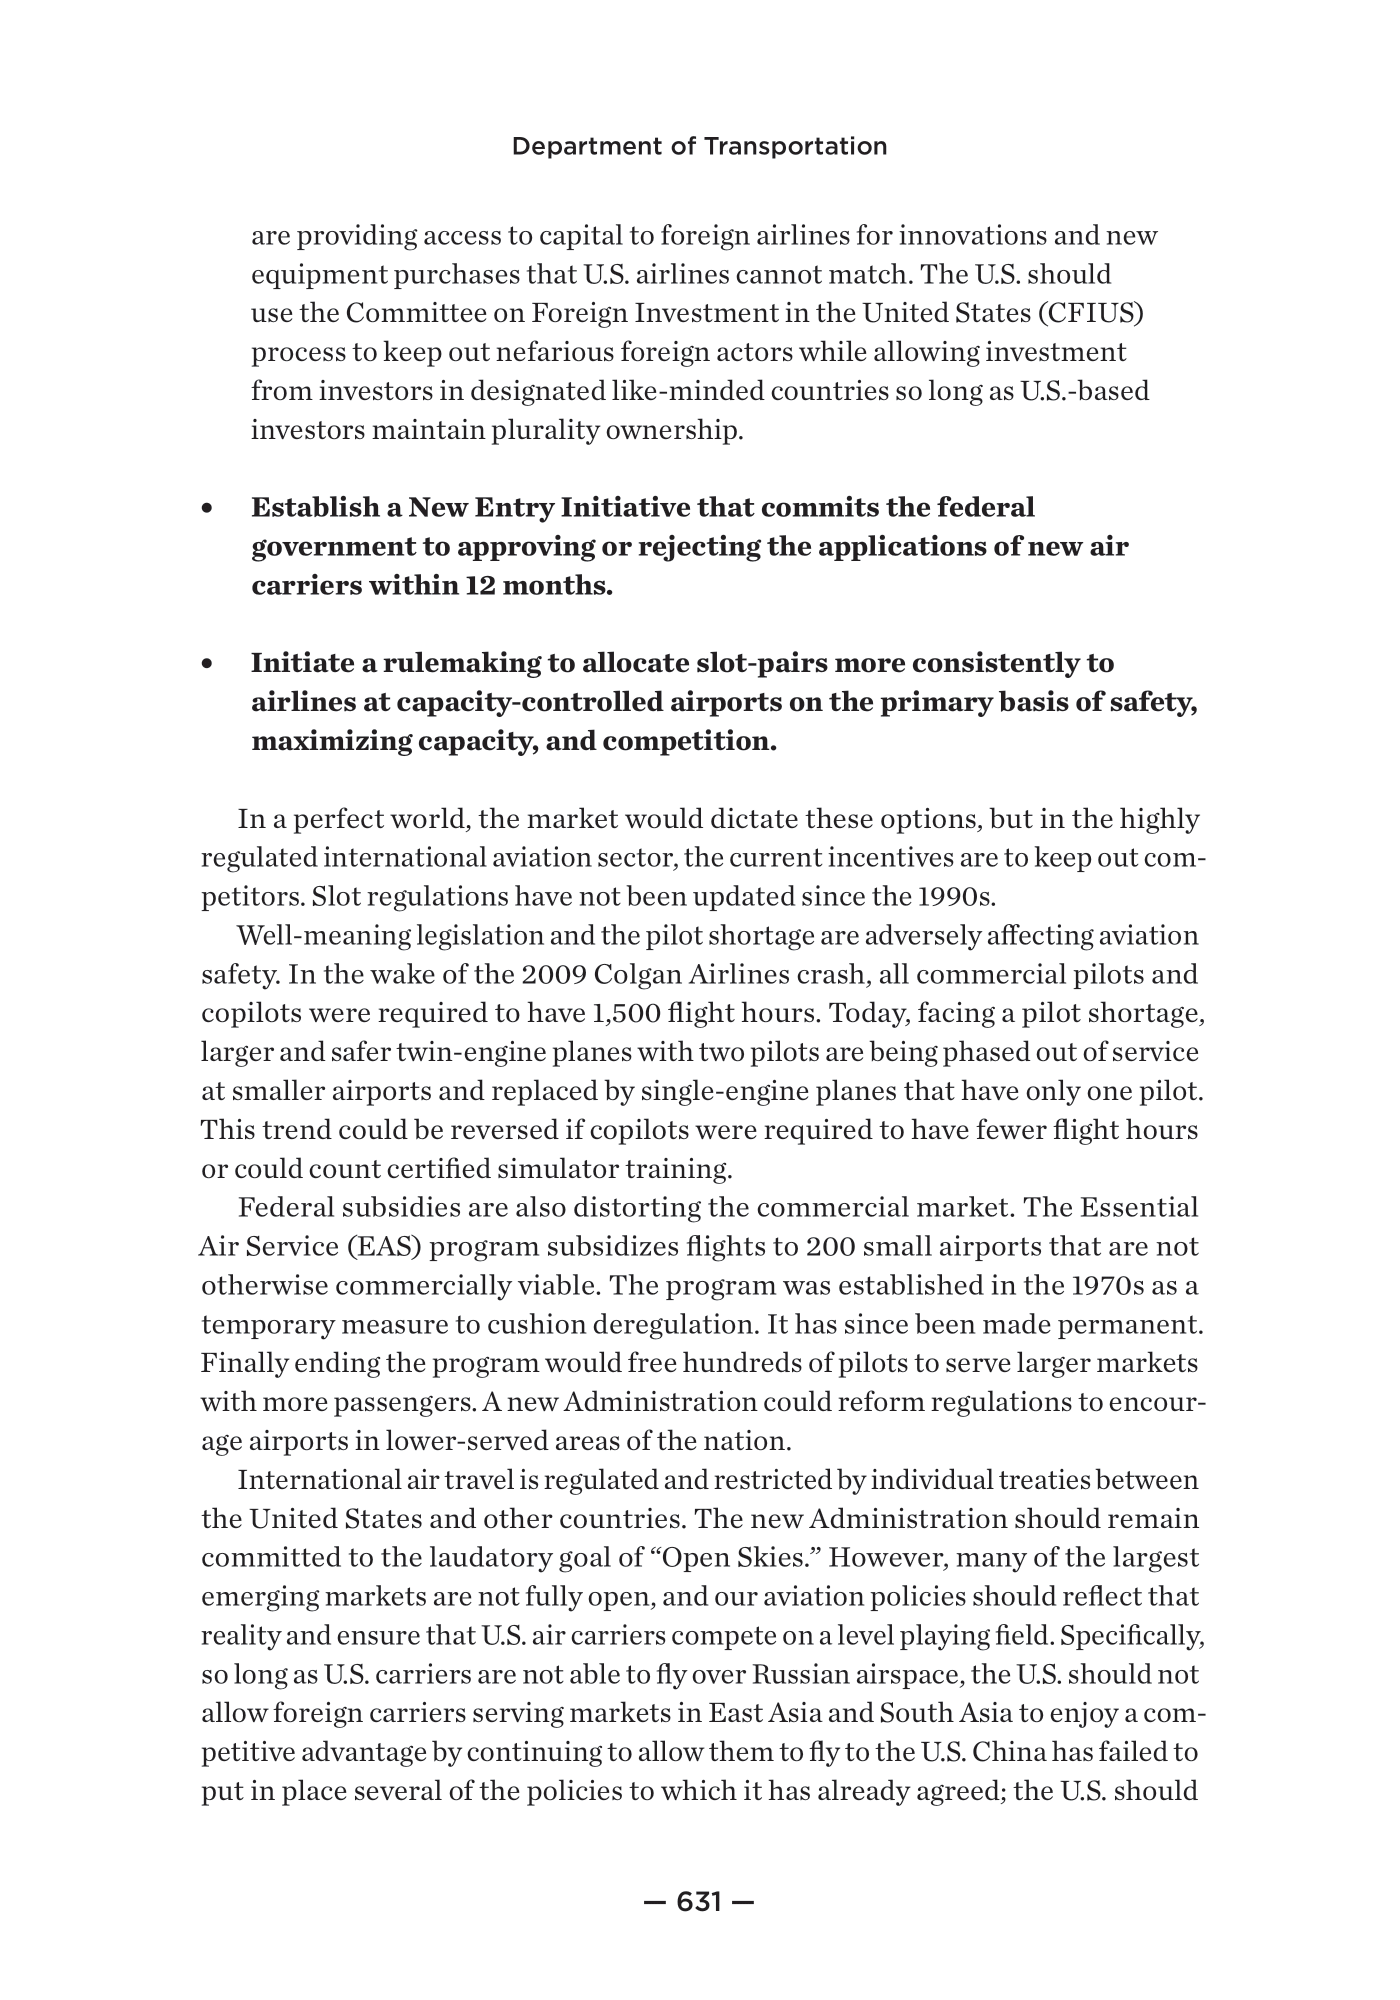 Department of Transportation
are providing access to capital to foreign airlines for innovations and new
equipment purchases that U.S. airlines cannot match. The U.S. should
use the Committee on Foreign Investment in the United States (CFIUS)
process to keep out nefarious foreign actors while allowing investment
from investors in designated like-minded countries so long as U.S.-based
investors maintain plurality ownership.
• Establish a New Entry Initiative that commits the federal
government to approving or rejecting the applications of new air
carriers within 12 months.
• Initiate a rulemaking to allocate slot-pairs more consistently to
airlines at capacity-controlled airports on the primary basis of safety,
maximizing capacity, and competition.
In a perfect world, the market would dictate these options, but in the highly
regulated international aviation sector, the current incentives are to keep out com-
petitors. Slot regulations have not been updated since the 1990s.
Well-meaning legislation and the pilot shortage are adversely affecting aviation
safety. In the wake of the 2009 Colgan Airlines crash, all commercial pilots and
copilots were required to have 1,500 flight hours. Today, facing a pilot shortage,
larger and safer twin-engine planes with two pilots are being phased out of service
at smaller airports and replaced by single-engine planes that have only one pilot.
This trend could be reversed if copilots were required to have fewer flight hours
or could count certified simulator training.
Federal subsidies are also distorting the commercial market. The Essential
Air Service (EAS) program subsidizes flights to 200 small airports that are not
otherwise commercially viable. The program was established in the 1970s as a
temporary measure to cushion deregulation. It has since been made permanent.
Finally ending the program would free hundreds of pilots to serve larger markets
with more passengers. A new Administration could reform regulations to encour-
age airports in lower-served areas of the nation.
International air travel is regulated and restricted by individual treaties between
the United States and other countries. The new Administration should remain
committed to the laudatory goal of “Open Skies.” However, many of the largest
emerging markets are not fully open, and our aviation policies should reflect that
reality and ensure that U.S. air carriers compete on a level playing field. Specifically,
so long as U.S. carriers are not able to fly over Russian airspace, the U.S. should not
allow foreign carriers serving markets in East Asia and South Asia to enjoy a com-
petitive advantage by continuing to allow them to fly to the U.S. China has failed to
put in place several of the policies to which it has already agreed; the U.S. should
— 631 —